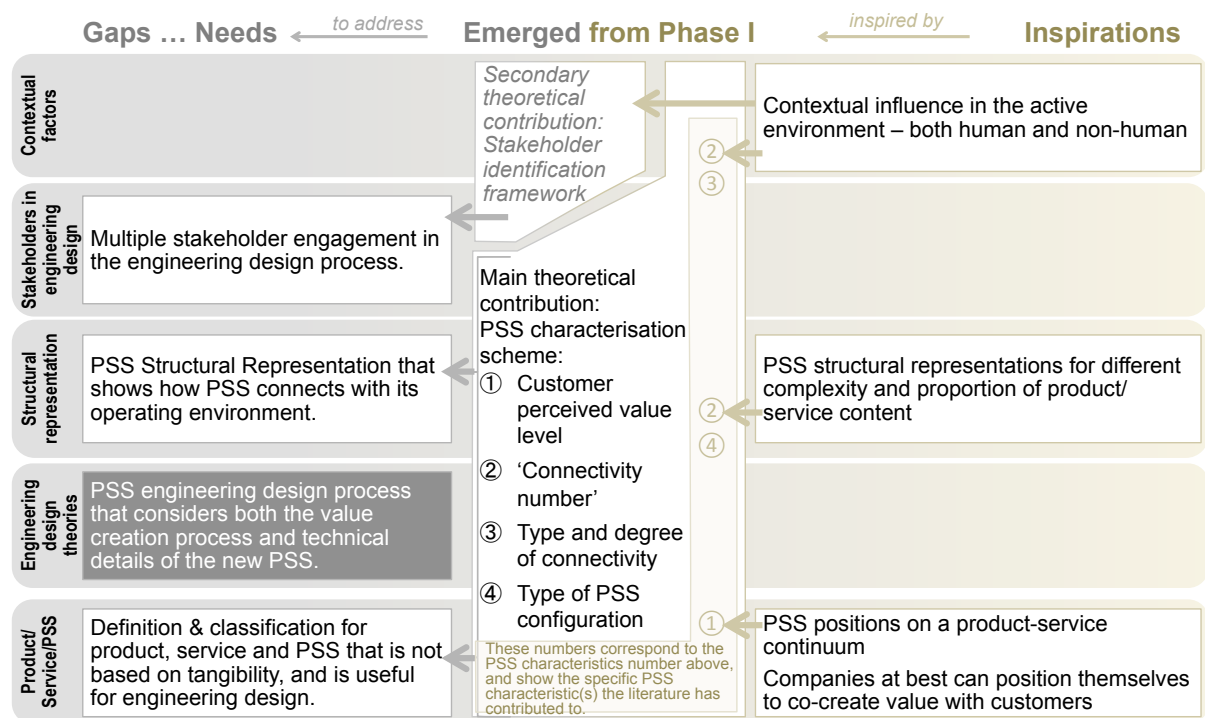 Gaps … Needs
to address
Emerged from Phase I
inspired by
Inspirations
Contextual
factors
Secondary
theoretical
contribution:
Stakeholder
identification
framework
Contextual influence in the active
environment – both human and non-human
②
③
Stakeholders in
engineering
design
Multiple stakeholder engagement in
the engineering design process.
Main theoretical
contribution:
PSS characterisation
scheme:
① Customer
perceived value
level
② ‘Connectivity
number’
③ Type and degree
of connectivity
④ Type of PSS
configuration
Structural
representation
PSS Structural Representation that
shows how PSS connects with its
operating environment.
②
④
PSS structural representations for different
complexity and proportion of product/
service content
Engineering
design
theories
PSS engineering design process
that considers both the value
creation process and technical
details of the new PSS.
Product/
Service/PSS
Definition & classification for
product, service and PSS that is not
based on tangibility, and is useful
for engineering design.
①
These numbers correspond to the
PSS characteristics number above,
and show the specific PSS
characteristic(s) the literature has
contributed to.
PSS positions on a product-service
continuum
Companies at best can position themselves
to co-create value with customers